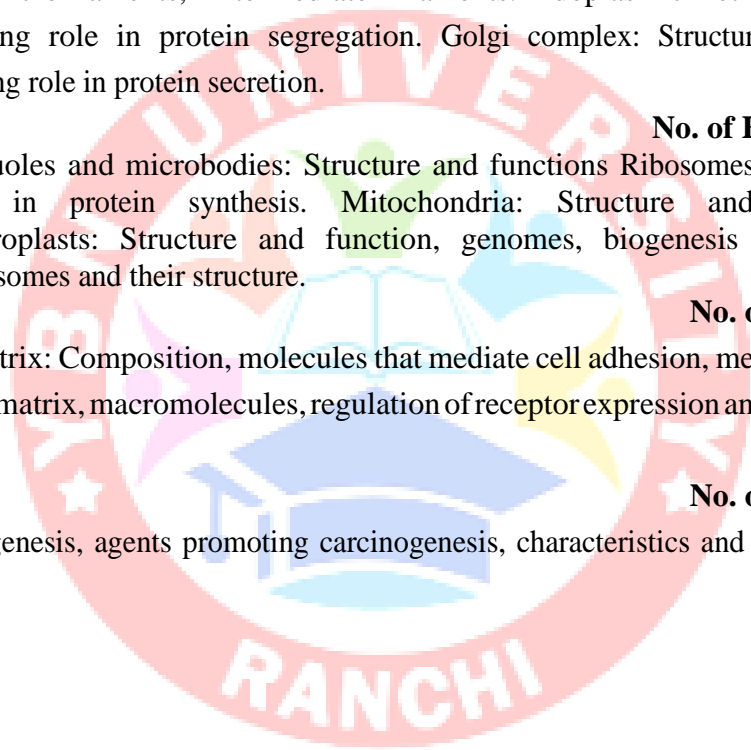 ng role in protein segregation. Golgi complex: Structur
ng role in protein secretion.
No. of
uoles and microbodies: Structure and functions Ribosomes
in protein synthesis. Mitochondria: Structure and
roplasts: Structure and function, genomes, biogenesis
somes and their structure.
No. o
trix: Composition, molecules that mediate cell adhesion, me
matrix, macromolecules, regulation of receptor expression an
No. o
genesis, agents promoting carcinogenesis, characteristics and
YBN UNIVERSITY
RANCHI